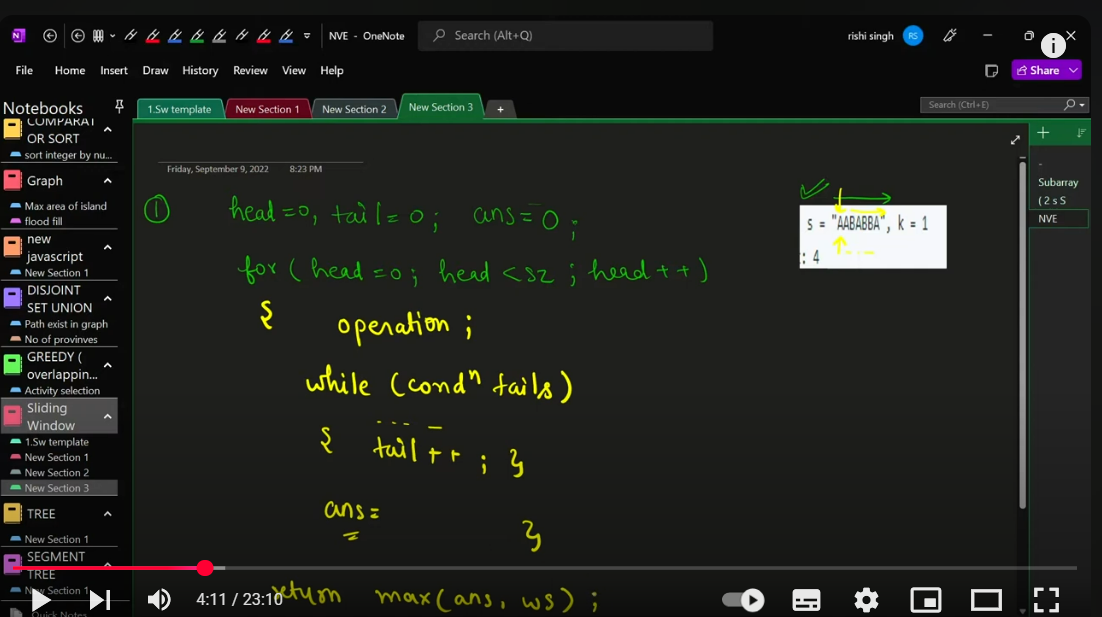 NVE - OneNote
Search (Alt+Q)
rishi singh
RS
File Home Insert Draw History Review View Help
Share
Notebooks
1.Sw template
New Section 1
New Section 2
New Section 3
+
Search (Ctrl+E)
COMPARAT
OR SORT
sort integer by nu...
Graph
Max area of island
flood fill
new
javascript
New Section 1
DISJOINT
SET UNION
Path exist in graph
No of provinves
GREEDY (
overlappin...
Activity selection
Sliding
Window
1.Sw template
New Section 1
New Section 2
New Section 3
TREE
New Section 1
SEGMENT
TREE
New Section 1
Quick Notes
Friday, September 9, 2022 8:23 PM
① head=0, tail=0; ans=0;
for (head=0; head<sz; head++)
{ operation;
while (condⁿ fails)
{ tail++; }
ans=
}
return max(ans, ws);
s = "AABABBA", k = 1
: 4
Subarray
( 2 s S
NVE
4:11 / 23:10